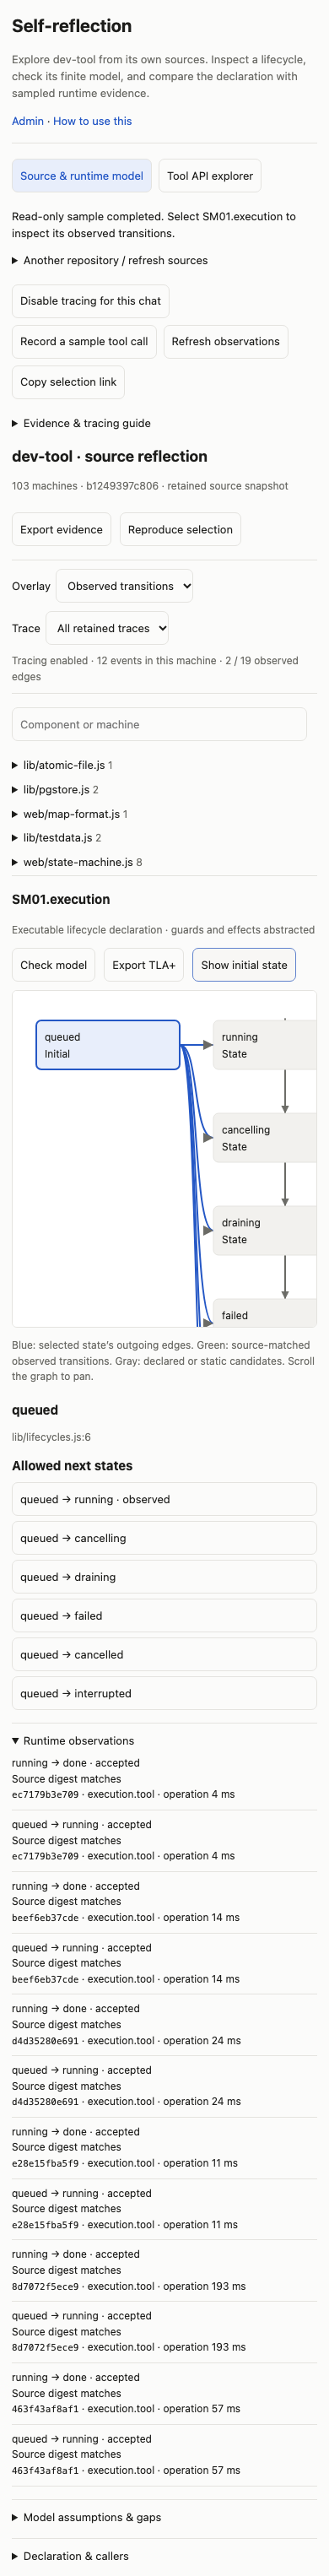 Self-reflection
Explore dev-tool from its own sources. Inspect a lifecycle,
check its finite model, and compare the declaration with
sampled runtime evidence.
Admin · How to use this
Source & runtime model
Tool API explorer
Read-only sample completed. Select SM01.execution to
inspect its observed transitions.
▶ Another repository / refresh sources
Disable tracing for this chat
Record a sample tool call
Refresh observations
Copy selection link
▶ Evidence & tracing guide
dev-tool · source reflection
103 machines · b1249397c806 · retained source snapshot
Export evidence
Reproduce selection
Overlay Observed transitions
Trace All retained traces
Tracing enabled · 12 events in this machine · 2 / 19 observed
edges
Component or machine
▶ lib/atomic-file.js 1
▶ lib/pgstore.js 2
▶ web/map-format.js 1
▶ lib/testdata.js 2
▶ web/state-machine.js 8
SM01.execution
Executable lifecycle declaration · guards and effects abstracted
Check model
Export TLA+
Show initial state
queued
Initial
running
State
cancelling
State
draining
State
failed
Blue: selected state's outgoing edges. Green: source-matched
observed transitions. Gray: declared or static candidates. Scroll
the graph to pan.
queued
lib/lifecycles.js:6
Allowed next states
queued → running · observed
queued → cancelling
queued → draining
queued → failed
queued → cancelled
queued → interrupted
▼ Runtime observations
running → done · accepted
Source digest matches
ec7179b3e709 · execution.tool · operation 4 ms
queued → running · accepted
Source digest matches
ec7179b3e709 · execution.tool · operation 4 ms
running → done · accepted
Source digest matches
beef6eb37cde · execution.tool · operation 14 ms
queued → running · accepted
Source digest matches
beef6eb37cde · execution.tool · operation 14 ms
running → done · accepted
Source digest matches
d4d35280e691 · execution.tool · operation 24 ms
queued → running · accepted
Source digest matches
d4d35280e691 · execution.tool · operation 24 ms
running → done · accepted
Source digest matches
e28e15fba5f9 · execution.tool · operation 11 ms
queued → running · accepted
Source digest matches
e28e15fba5f9 · execution.tool · operation 11 ms
running → done · accepted
Source digest matches
8d7072f5ece9 · execution.tool · operation 193 ms
queued → running · accepted
Source digest matches
8d7072f5ece9 · execution.tool · operation 193 ms
running → done · accepted
Source digest matches
463f43af8af1 · execution.tool · operation 57 ms
queued → running · accepted
Source digest matches
463f43af8af1 · execution.tool · operation 57 ms
▶ Model assumptions & gaps
▶ Declaration & callers